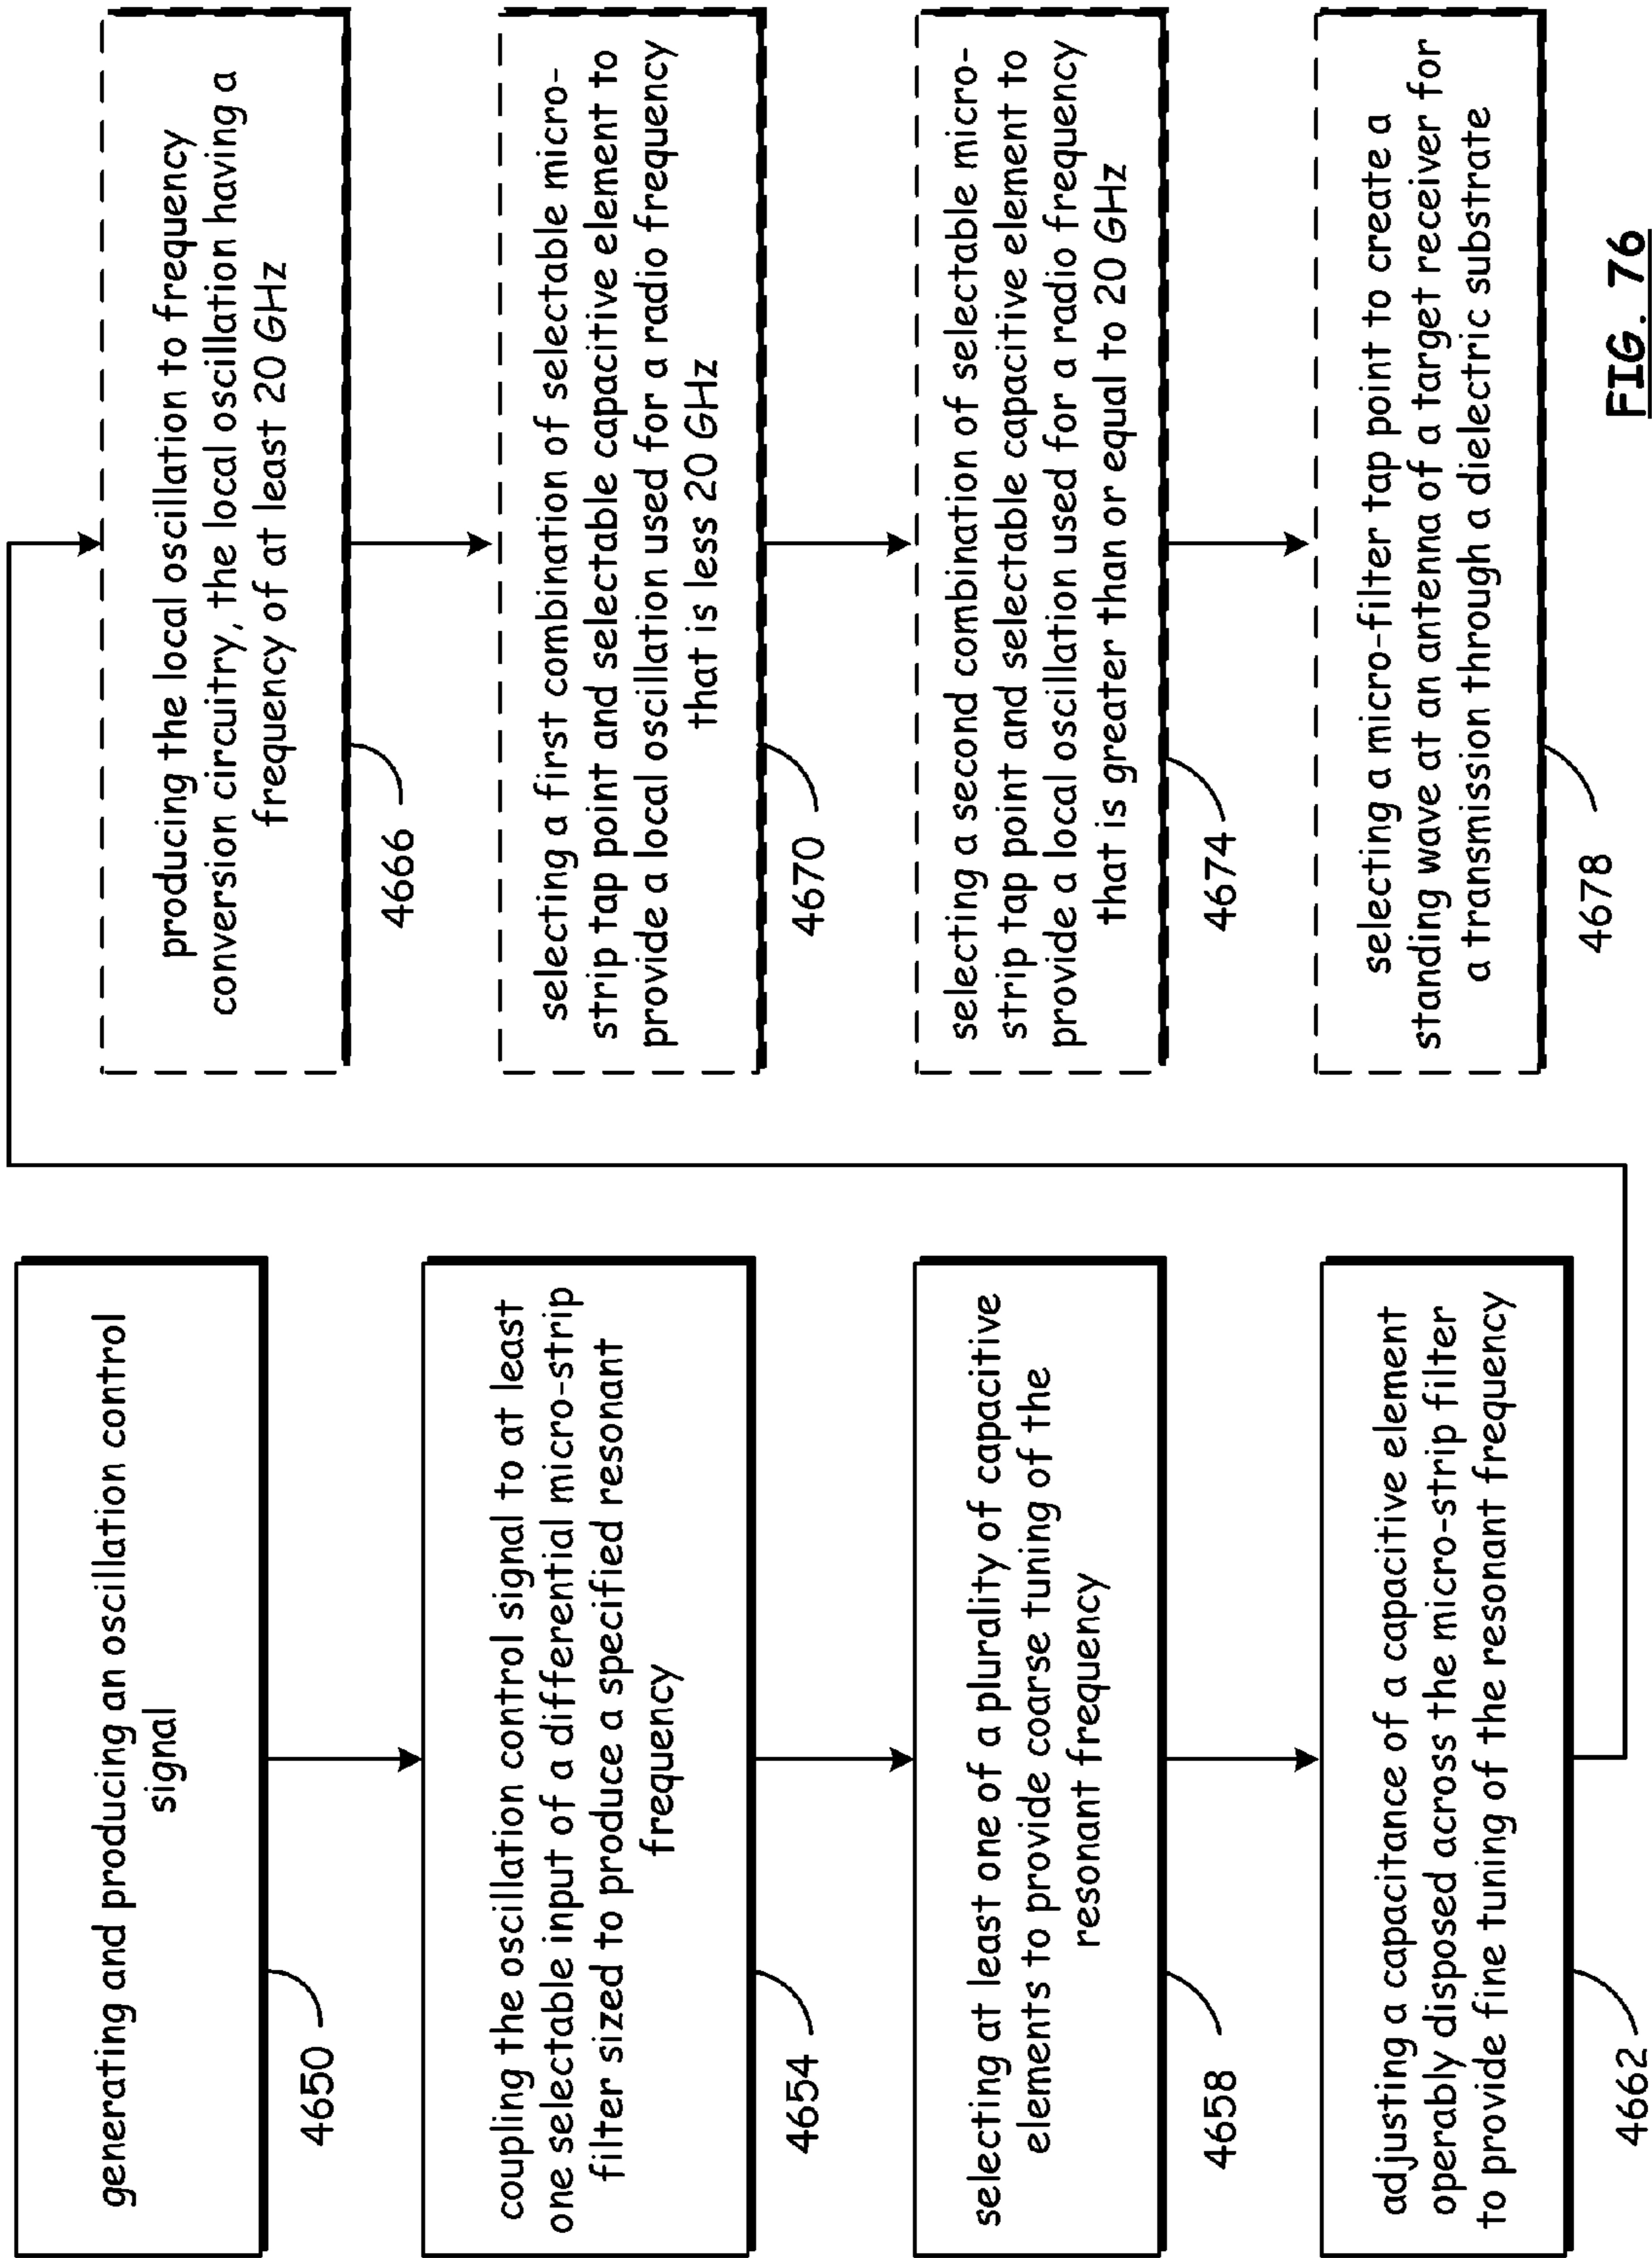 generating and producing an oscillation control
signal
4650
coupling the oscillation control signal to at least
one selectable input of a differential micro-strip
filter sized to produce a specified resonant
frequency
4654
selecting at least one of a plurality of capacitive
elements to provide coarse tuning of the
resonant frequency
4658
adjusting a capacitance of a capacitive element
operably disposed across the micro-strip filter
to provide fine tuning of the resonant frequency
4662
producing the local oscillation to frequency
conversion circuitry, the local oscillation having a
frequency of at least 20 GHz
4666
selecting a first combination of selectable micro-
strip tap point and selectable capacitive element to
provide a local oscillation used for a radio frequency
that is less 20 GHz
4670
selecting a second combination of selectable micro-
strip tap point and selectable capacitive element to
provide a local oscillation used for a radio frequency
that is greater than or equal to 20 GHz
4674
selecting a micro-filter tap point to create a
standing wave at an antenna of a target receiver for
a transmission through a dielectric substrate
4678
FIG. 76